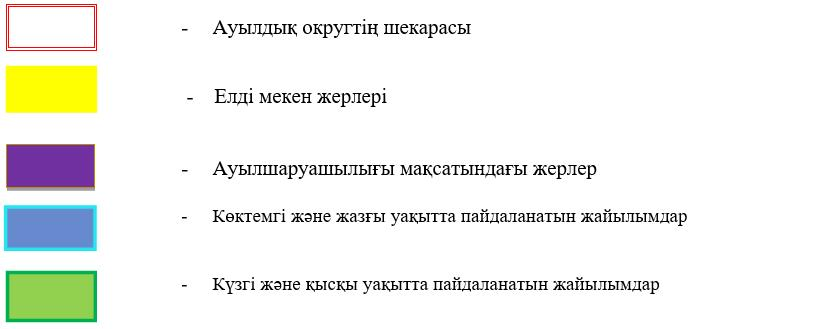 - Ауылдық округтің шекарасы
- Елді мекен жерлері
- Ауылшаруашылығы мақсатындағы жерлер
- Көктемгі және жазғы уақытта пайдаланатын жайылымдар
- Күзгі және қысқы уақытта пайдаланатын жайылымдар